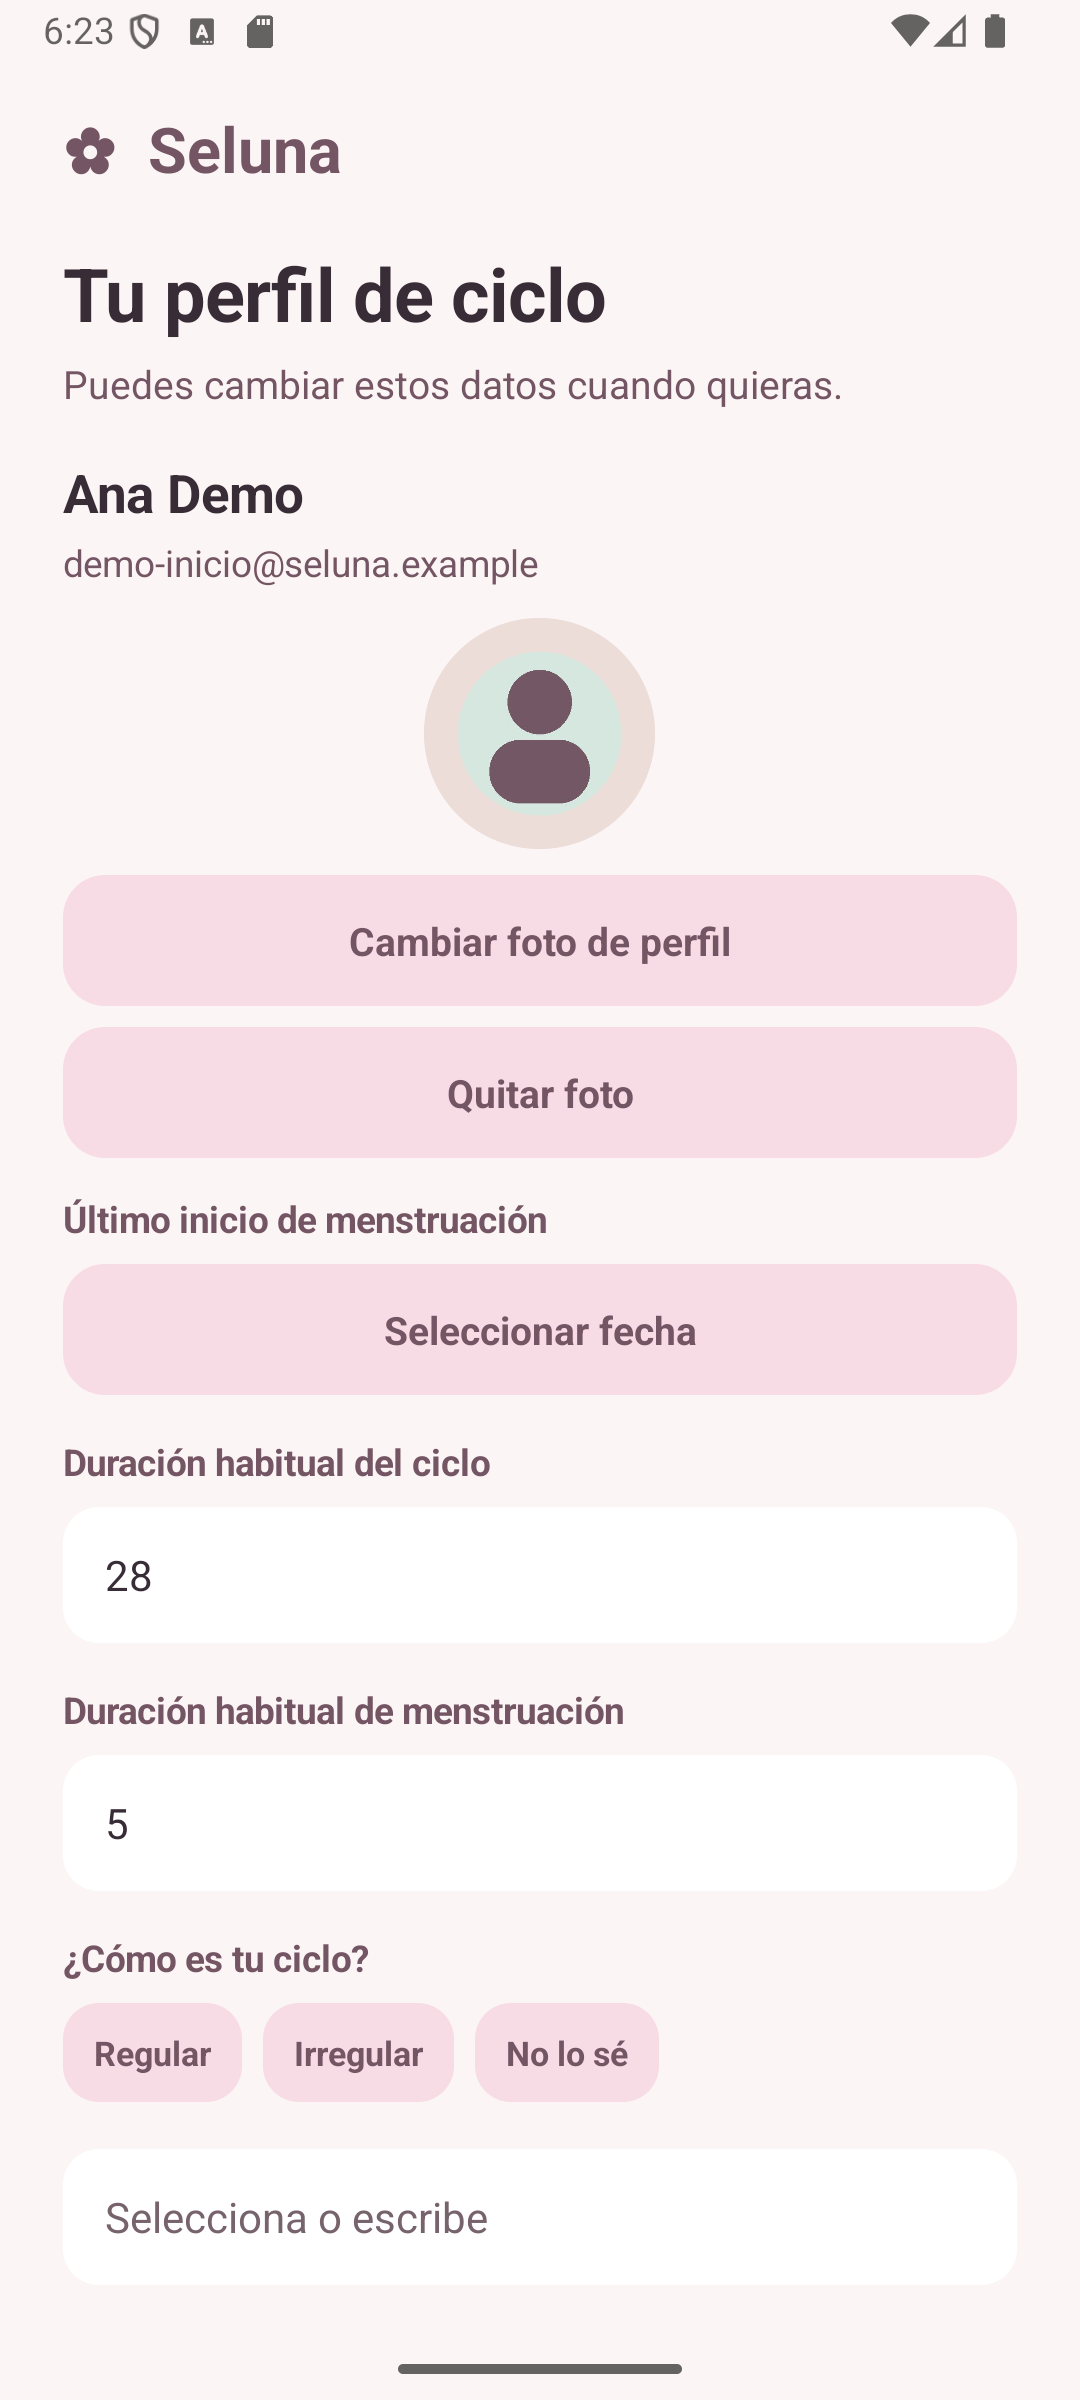 6:23
Seluna
Tu perfil de ciclo
Puedes cambiar estos datos cuando quieras.
Ana Demo
demo-inicio@seluna.example
Cambiar foto de perfil
Quitar foto
Último inicio de menstruación
Seleccionar fecha
Duración habitual del ciclo
28
Duración habitual de menstruación
5
¿Cómo es tu ciclo?
Regular Irregular No lo sé
Selecciona o escribe